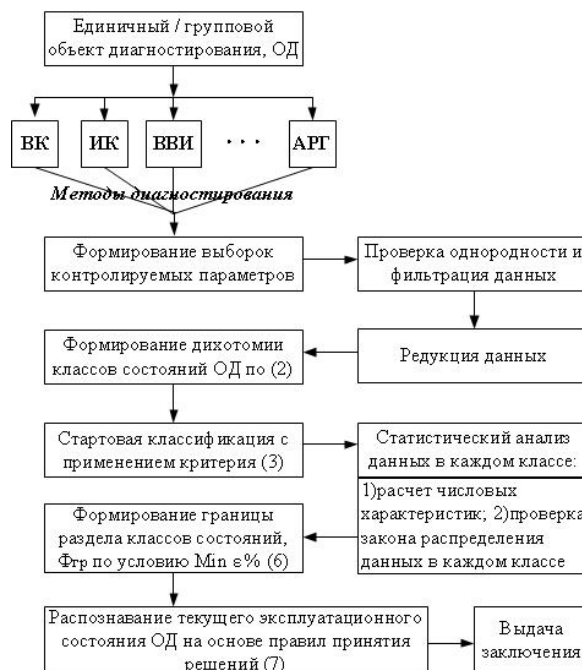 Единичный / групповой
объект диагностирования, ОД
ВК
ИК
ВВИ
. . .
АРГ
Методы диагностирования
Формирование выборок
контролируемых параметров
Проверка однородности и
фильтрация данных
Редукция данных
Формирование дихотомии
классов состояний ОД по (2)
Стартовая классификация с
применением критерия (3)
Статистический анализ
данных в каждом классе:
1)расчет числовых
характеристик; 2)проверка
закона распределения
данных в каждом классе
Формирование границы
раздела классов состояний,
Фгр по условию Min ε% (6)
Распознавание текущего эксплуатационного
состояния ОД на основе правил принятия
решений (7)
Выдача
заключения